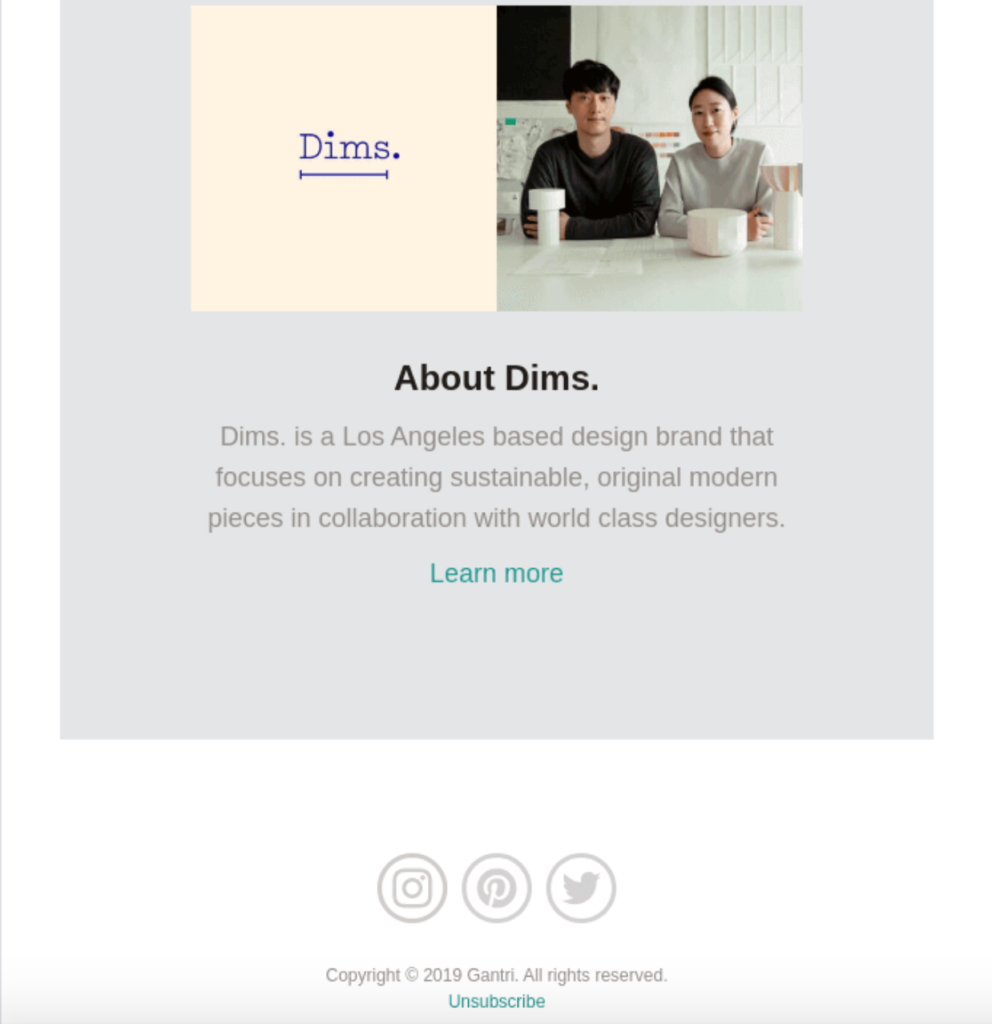 Dims.
About Dims.
Dims. is a Los Angeles based design brand that
focuses on creating sustainable, original modern
pieces in collaboration with world class designers.
Learn more
Copyright © 2019 Gantri. All rights reserved.
Unsubscribe